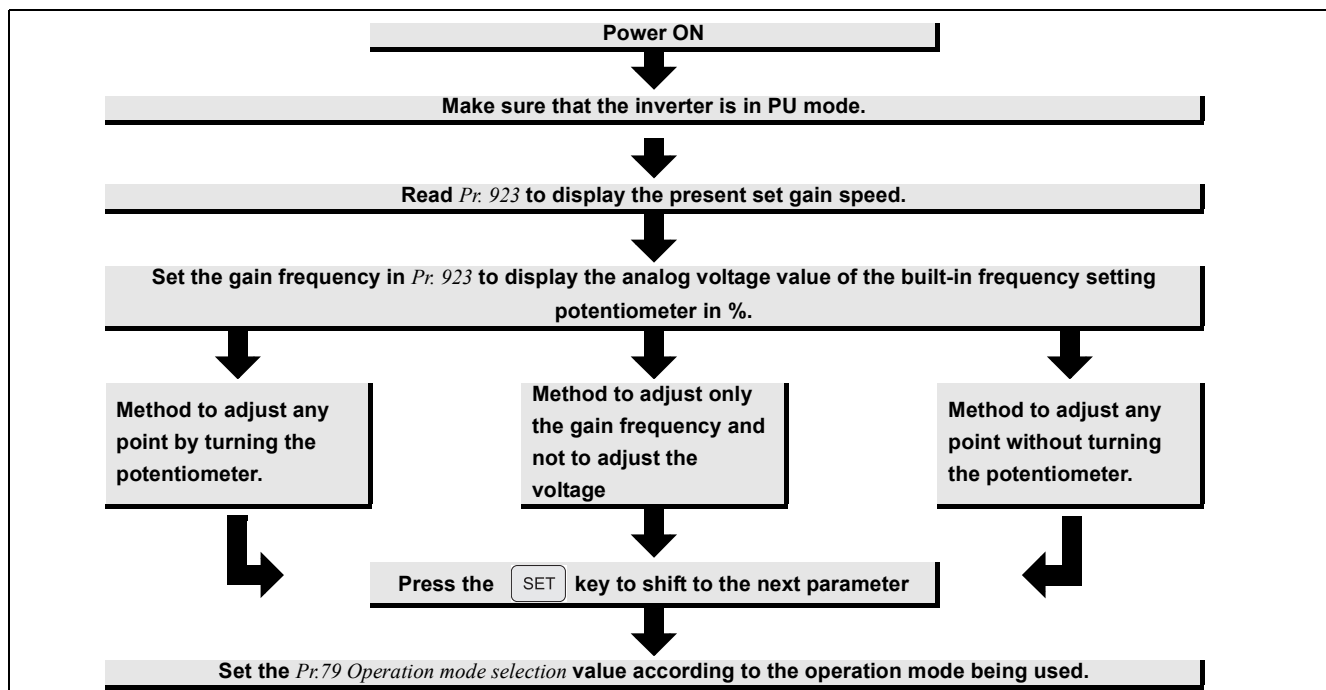 Power ON
Make sure that the inverter is in PU mode.
Read Pr. 923 to display the present set gain speed.
Set the gain frequency in Pr. 923 to display the analog voltage value of the built-in frequency setting
potentiometer in %.
Method to adjust any
point by turning the
potentiometer.
Method to adjust only
the gain frequency and
not to adjust the
voltage
Method to adjust any
point without turning
the potentiometer.
Press the SET key to shift to the next parameter
Set the Pr.79 Operation mode selection value according to the operation mode being used.